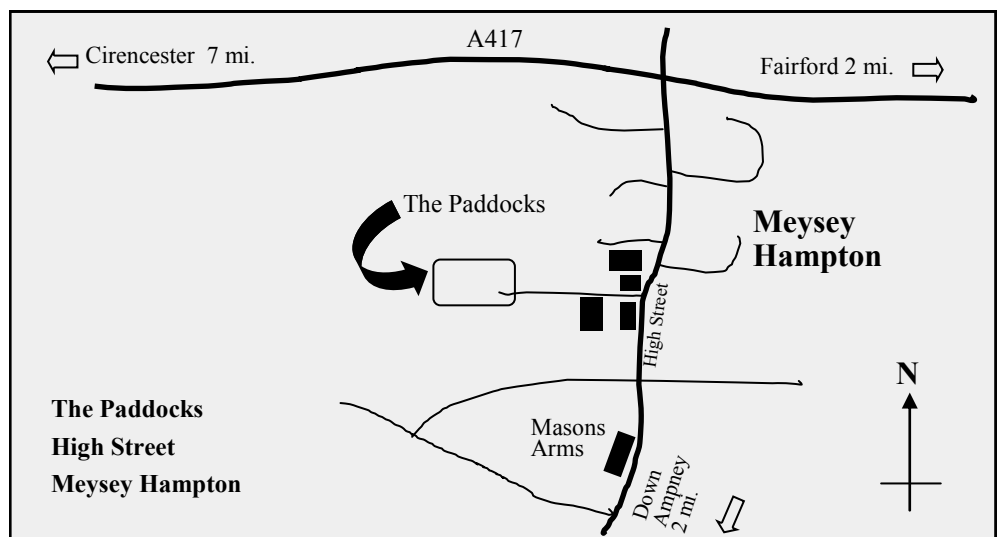 A417
Cirencester 7 mi.
Fairford 2 mi.
The Paddocks
Meysey
Hampton
High Street
N
The Paddocks
High Street
Meysey Hampton
Masons
Arms
Down
Ampney
2 mi.